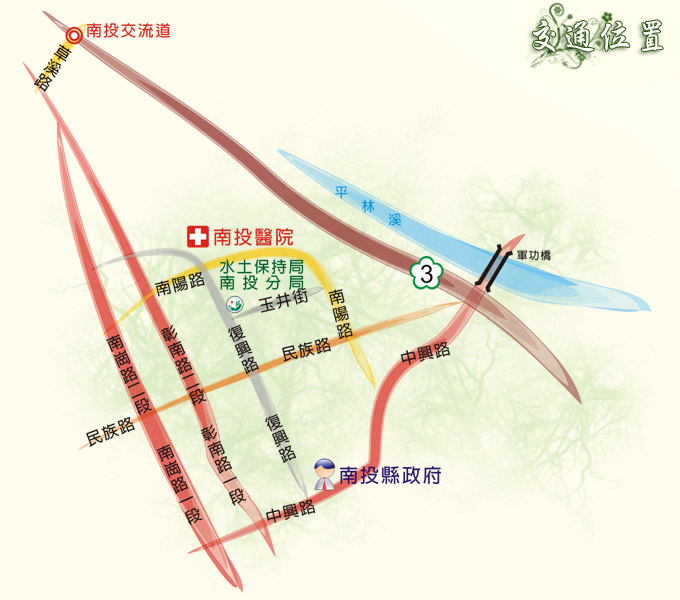 交通位置
南投交流道
草溪路
平林溪
南投醫院
水土保持局
南投分局
軍功橋
3
南陽路
玉井街
南陽路
復興路
民族路
中興路
南崗路二段
彰南路二段
民族路
復興路
彰南路一段
南崗路一段
南投縣政府
中興路